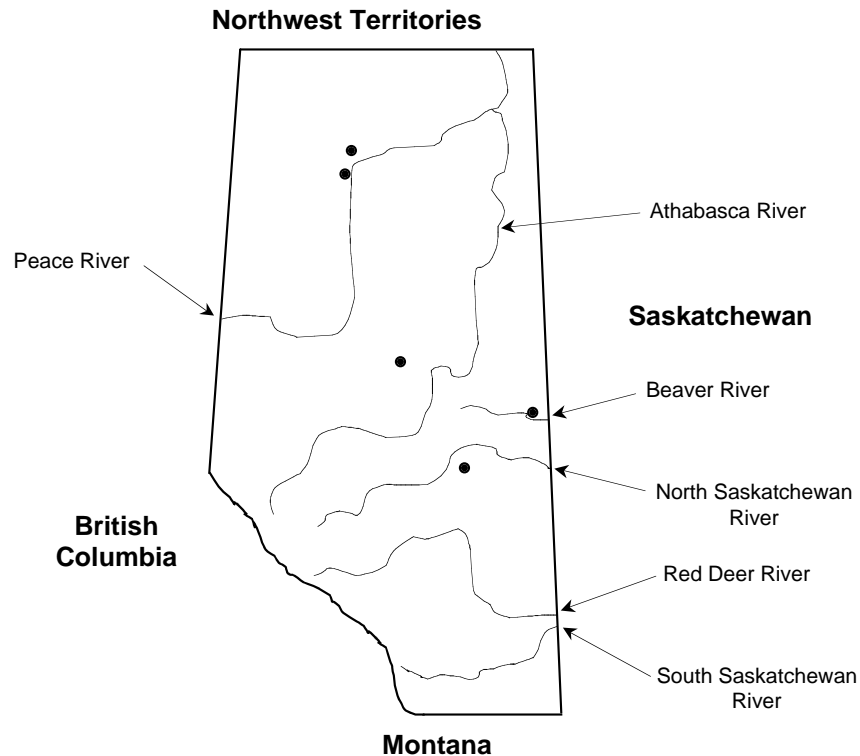 Northwest Territories
Athabasca River
Peace River
Saskatchewan
Beaver River
North Saskatchewan
River
British
Columbia
Red Deer River
South Saskatchewan
River
Montana